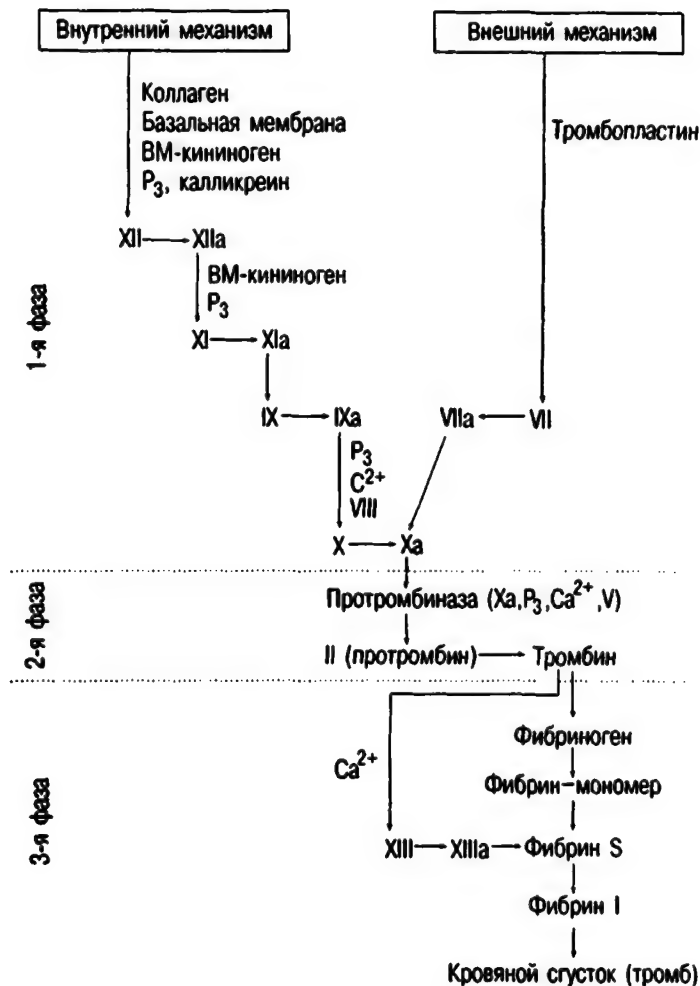 Внутренний механизм
Внешний механизм
Коллаген
Базальная мембрана
ВМ-кининоген
P₃, калликреин
Тромбопластин
XII XIIa
ВМ-кининоген
P₃
1-я фаза
XI XIa
IX IXa
VIIa VII
P₃
C²⁺
VIII
X Xa
2-я фаза
Протромбиназа (Xa,P₃,Ca²⁺,V)
II (протромбин) Тромбин
3-я фаза
Фибриноген
Ca²⁺
Фибрин-мономер
XIII XIIIa Фибрин S
Фибрин I
Кровяной сгусток (тромб)